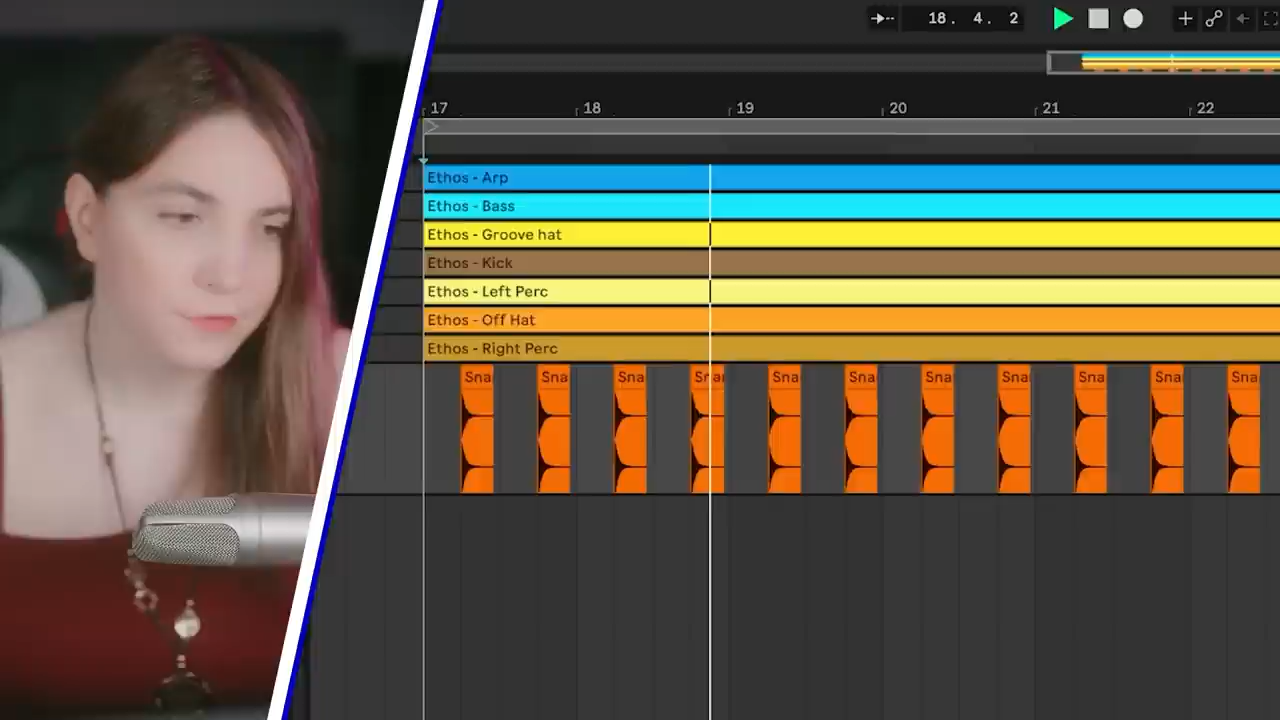 18. 4. 2
17 18 19 20 21 22
Ethos - Arp
Ethos - Bass
Ethos - Groove hat
Ethos - Kick
Ethos - Left Perc
Ethos - Off Hat
Ethos - Right Perc
Sna Sna Sna Snar Sna Sna Sna Sna Sna Sna Sna